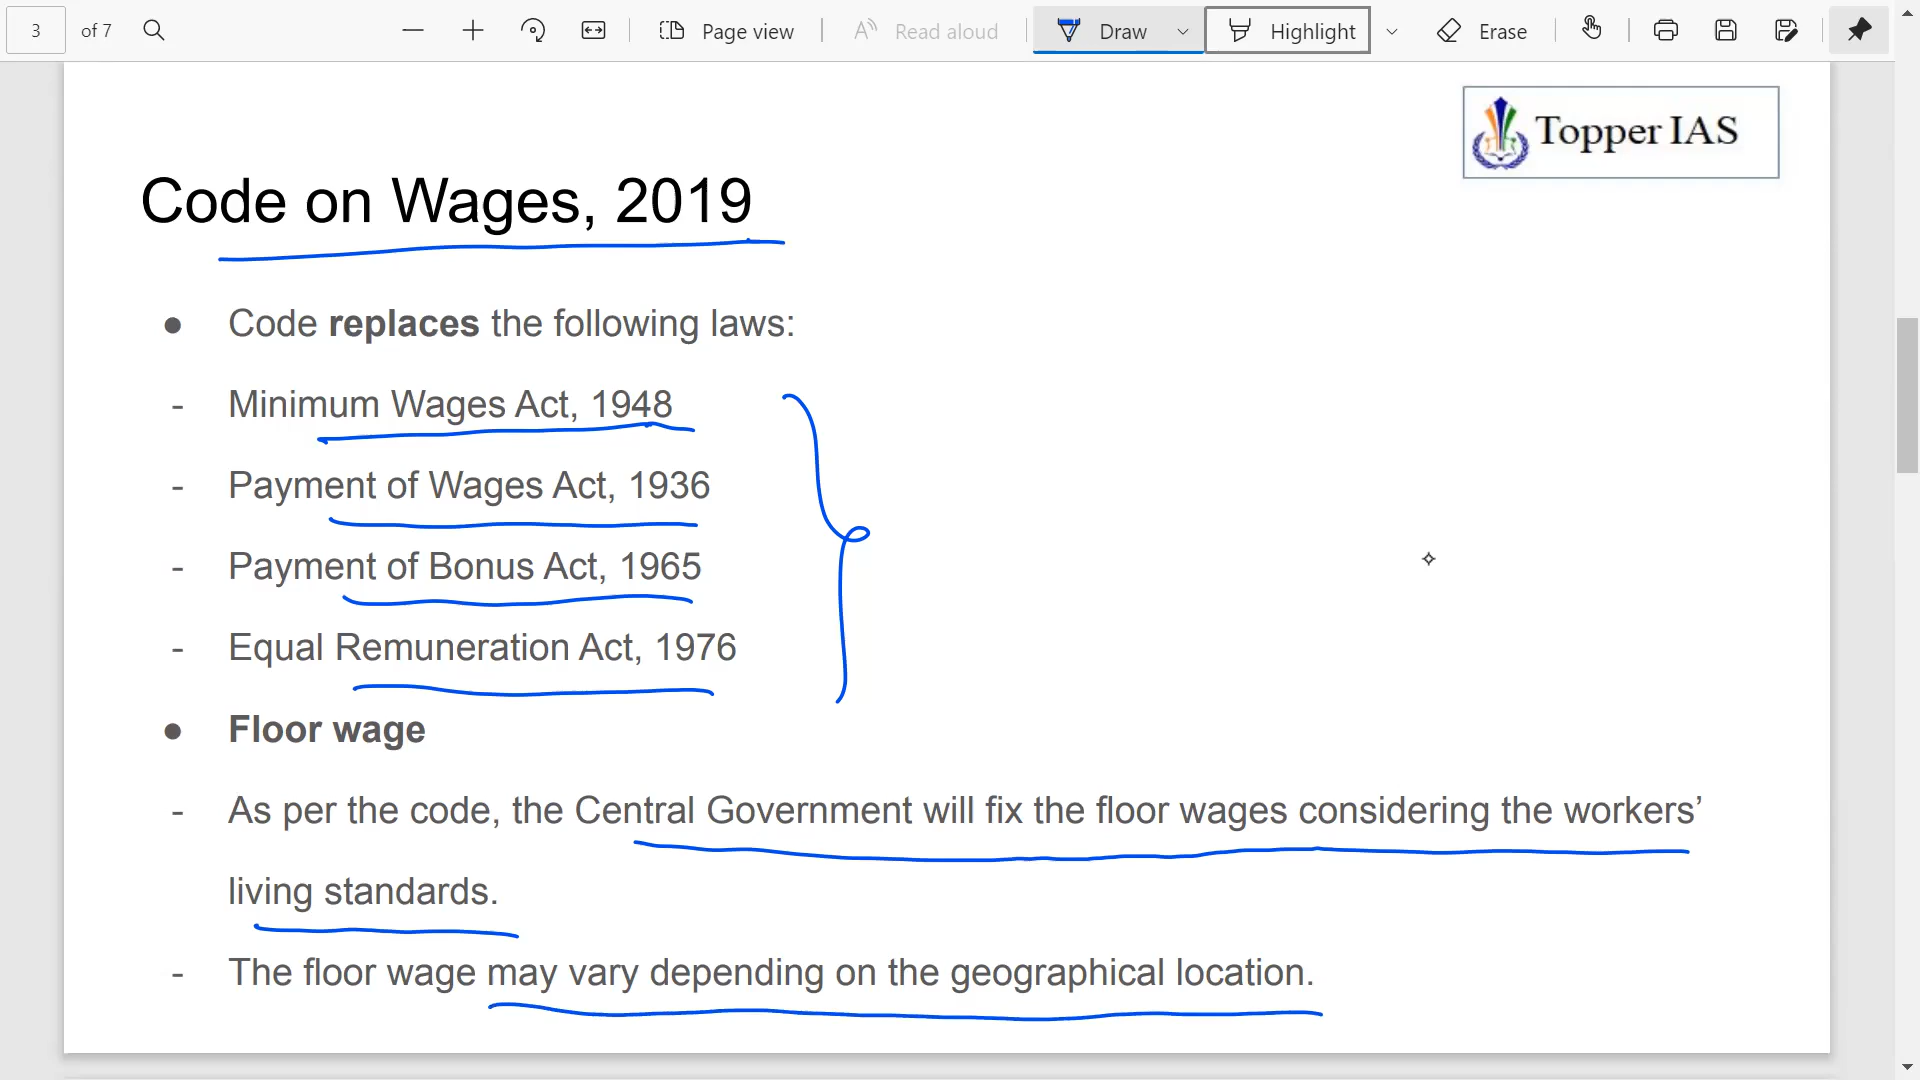 3 of 7 Page view Read aloud Draw Highlight Erase
Topper IAS
Code on Wages, 2019
● Code replaces the following laws:
- Minimum Wages Act, 1948
- Payment of Wages Act, 1936
- Payment of Bonus Act, 1965
- Equal Remuneration Act, 1976
● Floor wage
- As per the code, the Central Government will fix the floor wages considering the workers’
living standards.
- The floor wage may vary depending on the geographical location.